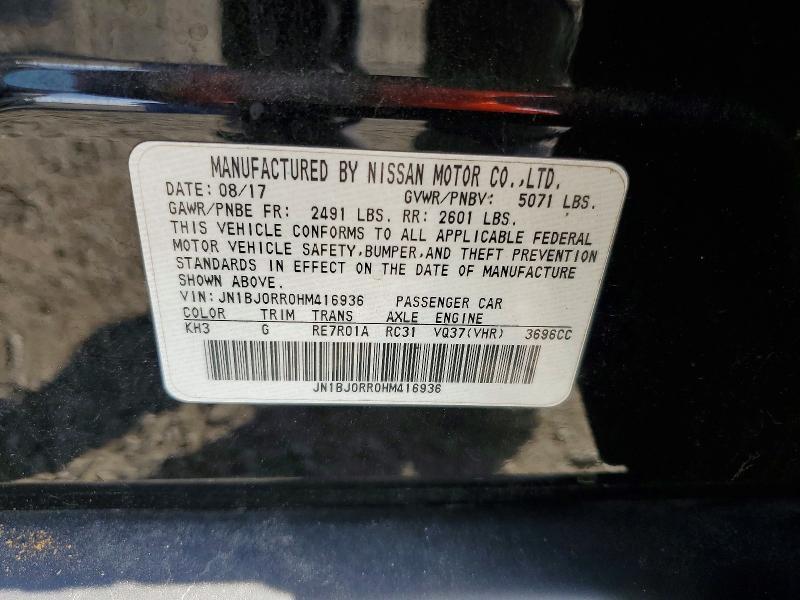 MANUFACTURED BY NISSAN MOTOR CO.,LTD.
DATE: 08/17 GVWR/PNBV: 5071 LBS.
GAWR/PNBE FR: 2491 LBS. RR: 2601 LBS.
THIS VEHICLE CONFORMS TO ALL APPLICABLE FEDERAL
MOTOR VEHICLE SAFETY,BUMPER,AND THEFT PREVENTION
STANDARDS IN EFFECT ON THE DATE OF MANUFACTURE
SHOWN ABOVE.
VIN: JN1BJ0RR0HM416936 PASSENGER CAR
COLOR TRIM TRANS AXLE ENGINE
KH3 G RE7R01A RC31 VQ37(VHR) 3696CC
JN1BJ0RR0HM416936